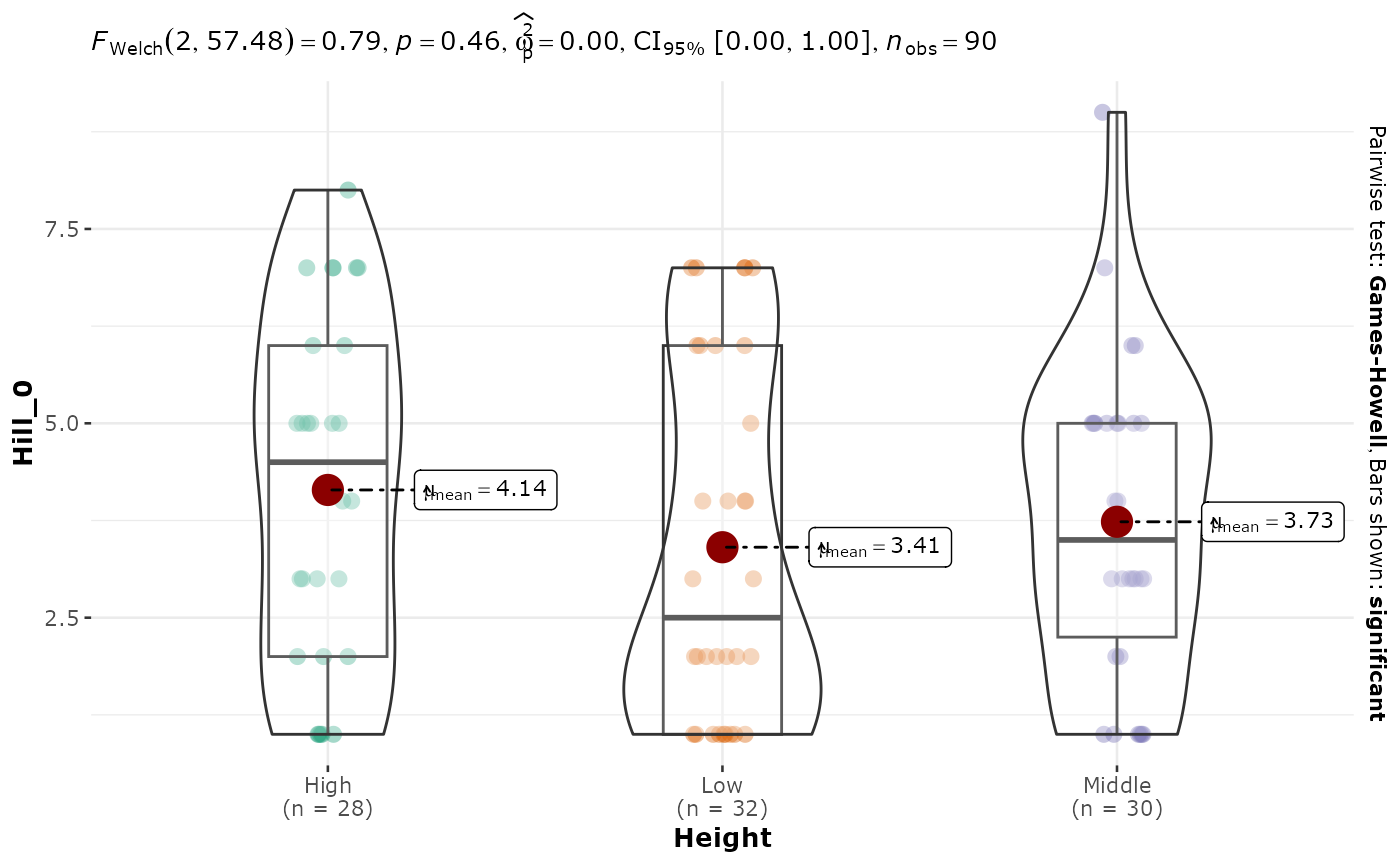 F_Welch(2, 57.48) = 0.79, p = 0.46, ω̂²_p = 0.00, CI_95% [0.00, 1.00], n_obs = 90
Hill_0
7.5
5.0
2.5
μ̂_mean = 4.14
μ̂_mean = 3.41
μ̂_mean = 3.73
High
(n = 28)
Low
(n = 32)
Middle
(n = 30)
Height
Pairwise test: Games−Howell, Bars shown: significant